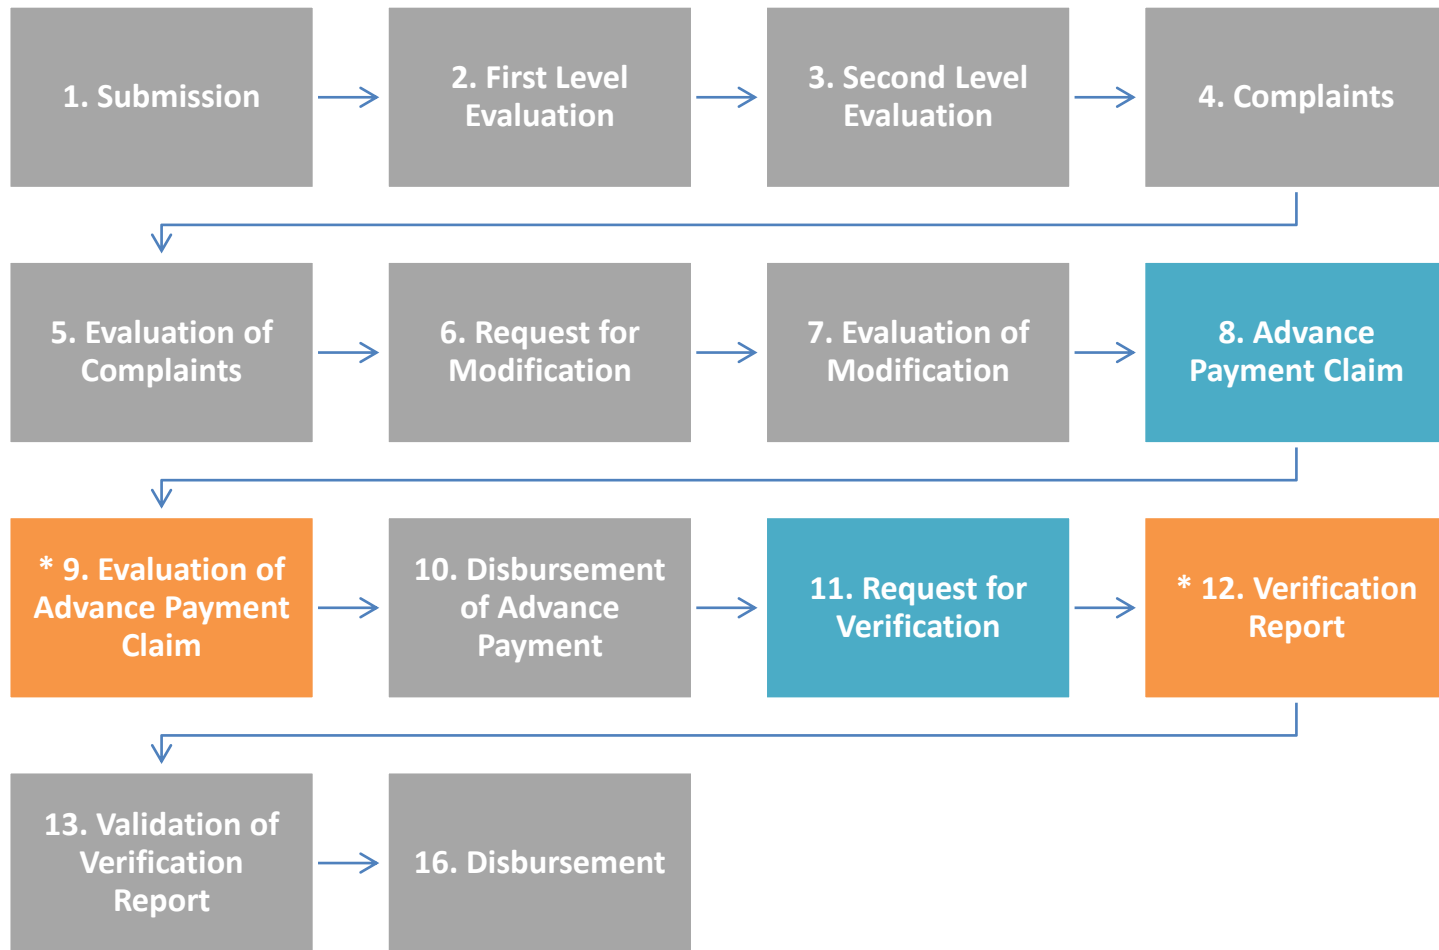 1. Submission
2. First Level
Evaluation
3. Second Level
Evaluation
4. Complaints
5. Evaluation of
Complaints
6. Request for
Modification
7. Evaluation of
Modification
8. Advance
Payment Claim
* 9. Evaluation of
Advance Payment
Claim
10. Disbursement
of Advance
Payment
11. Request for
Verification
* 12. Verification
Report
13. Validation of
Verification
Report
16. Disbursement